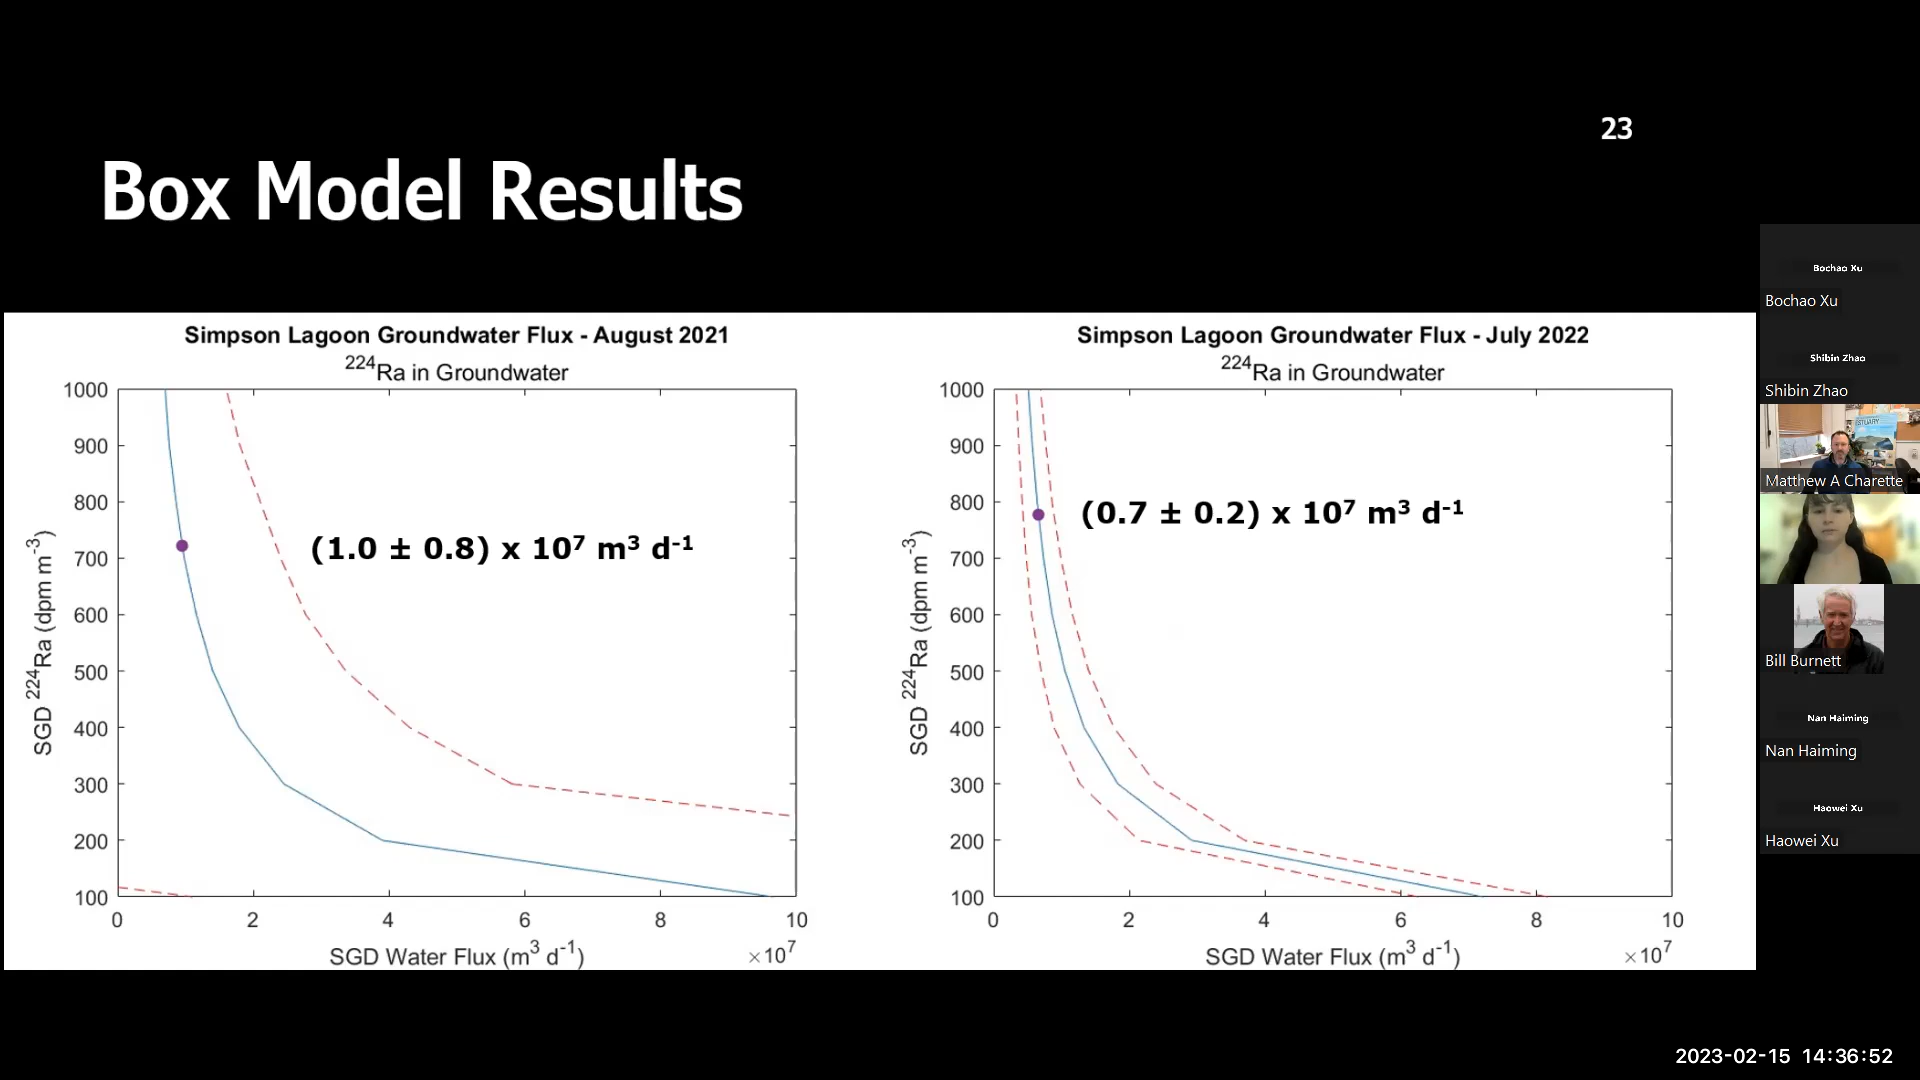 23
Box Model Results
Simpson Lagoon Groundwater Flux - August 2021
²²⁴Ra in Groundwater
1000
900
800
700
600
500
400
300
200
100
SGD ²²⁴Ra (dpm m⁻³)
(1.0 ± 0.8) x 10⁷ m³ d⁻¹
0 2 4 6 8 10
SGD Water Flux (m³ d⁻¹)
×10⁷
Simpson Lagoon Groundwater Flux - July 2022
²²⁴Ra in Groundwater
1000
900
800
700
600
500
400
300
200
100
SGD ²²⁴Ra (dpm m⁻³)
(0.7 ± 0.2) x 10⁷ m³ d⁻¹
0 2 4 6 8 10
SGD Water Flux (m³ d⁻¹)
×10⁷
Bochao Xu
Bochao Xu
Shibin Zhao
Shibin Zhao
ESTUARY
Matthew A Charette
Bill Burnett
Nan Haiming
Nan Haiming
Haowei Xu
Haowei Xu
2023-02-15 14:36:52